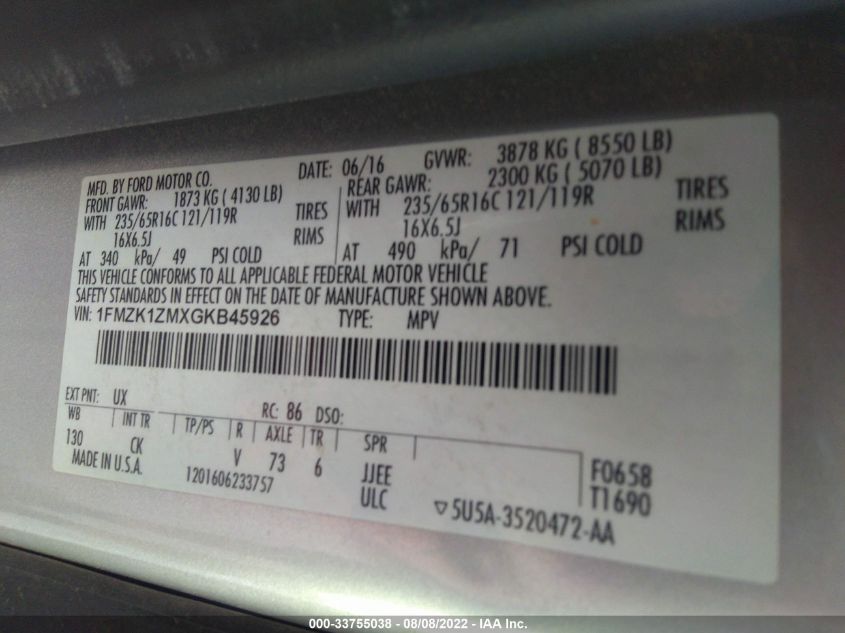 MFD. BY FORD MOTOR CO.
DATE: 06/16 GVWR: 3878 KG ( 8550 LB)
FRONT GAWR: 1873 KG ( 4130 LB)
REAR GAWR: 2300 KG ( 5070 LB)
WITH 235/65R16C 121/119R TIRES
WITH 235/65R16C 121/119R TIRES
16X6.5J RIMS
16X6.5J RIMS
AT 340 kPa/ 49 PSI COLD
AT 490 kPa/ 71 PSI COLD
THIS VEHICLE CONFORMS TO ALL APPLICABLE FEDERAL MOTOR VEHICLE
SAFETY STANDARDS IN EFFECT ON THE DATE OF MANUFACTURE SHOWN ABOVE.
VIN: 1FMZK1ZMXGKB45926 TYPE: MPV
EXT PNT: UX RC: 86 DSO:
WB INT TR TP/PS R AXLE TR SPR
130 CK V 73 6 JJEE F0658
MADE IN U.S.A. 1201606233757 ULC T1690
▽5U5A-3520472-AA
000-33755038 - 08/08/2022 - IAA Inc.